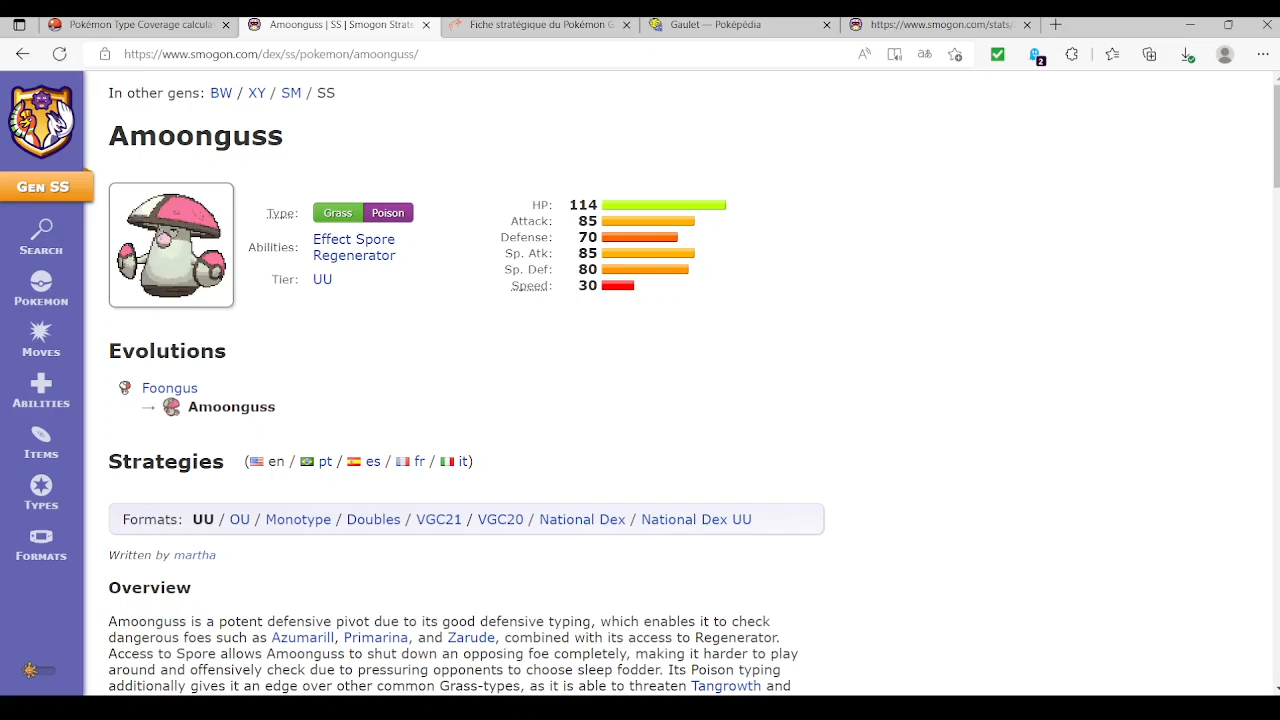 Pokémon Type Coverage calcula
Amoonguss | SS | Smogon Strate
Fiche stratégique du Pokémon G
Gaulet — Poképédia
https://www.smogon.com/stats/
https://www.smogon.com/dex/ss/pokemon/amoonguss/
2
In other gens: BW / XY / SM / SS
Amoonguss
GEN SS
SEARCH
POKEMON
MOVES
ABILITIES
ITEMS
TYPES
FORMATS
Type: Grass Poison
Abilities: Effect Spore
Regenerator
Tier: UU
HP: 114
Attack: 85
Defense: 70
Sp. Atk: 85
Sp. Def: 80
Speed: 30
Evolutions
Foongus
→ Amoonguss
Strategies (en / pt / es / fr / it)
Formats: UU / OU / Monotype / Doubles / VGC21 / VGC20 / National Dex / National Dex UU
Written by martha
Overview
Amoonguss is a potent defensive pivot due to its good defensive typing, which enables it to check
dangerous foes such as Azumarill, Primarina, and Zarude, combined with its access to Regenerator.
Access to Spore allows Amoonguss to shut down an opposing foe completely, making it harder to play
around and offensively check due to pressuring opponents to choose sleep fodder. Its Poison typing
additionally gives it an edge over other common Grass-types, as it is able to threaten Tangrowth and